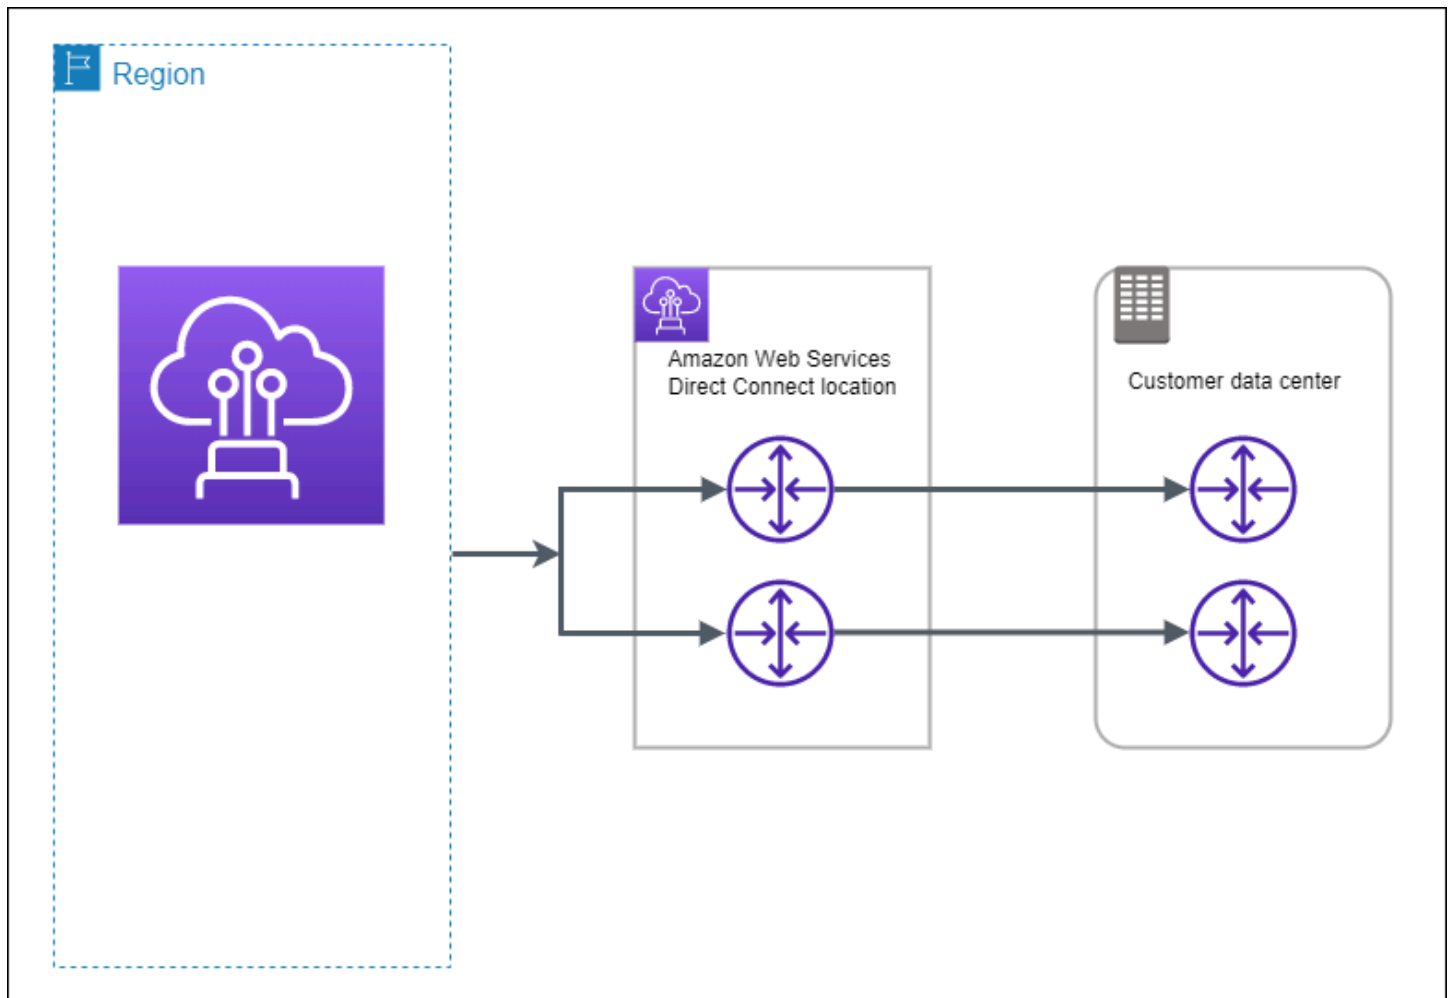 Region
Amazon Web Services
Direct Connect location
Customer data center